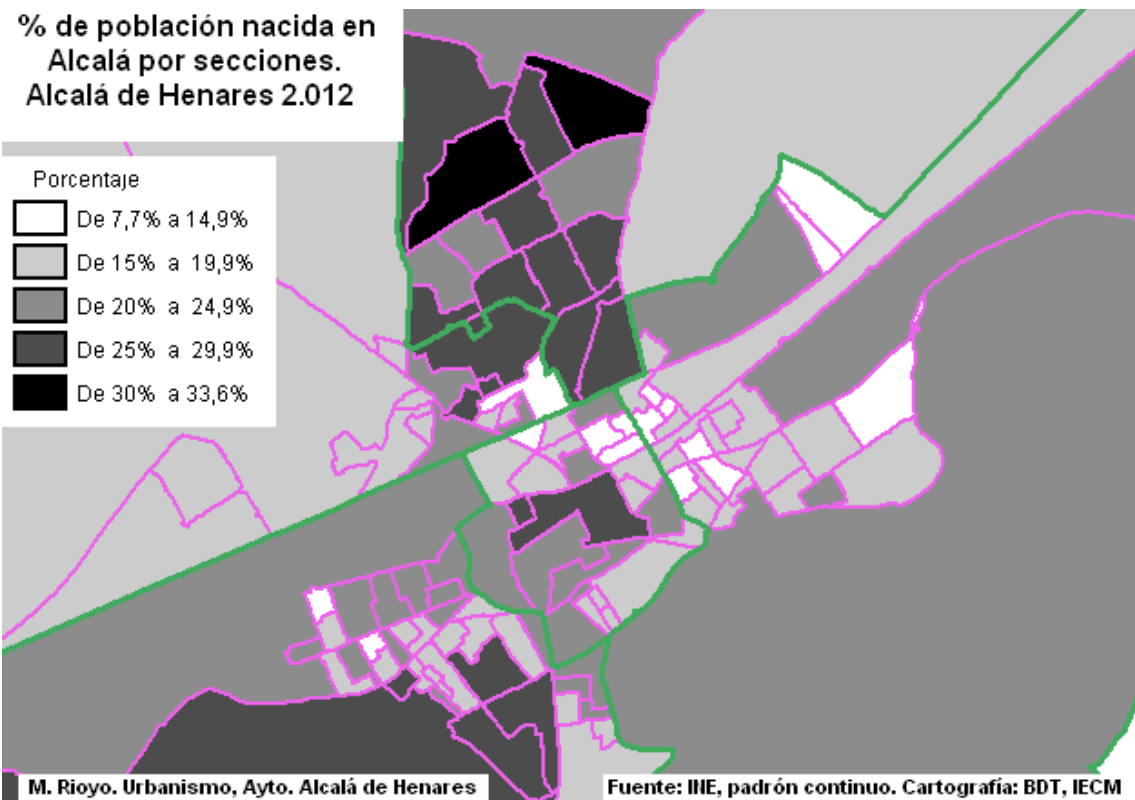 % de población nacida en
Alcalá por secciones.
Alcalá de Henares 2.012
Porcentaje
De 7,7% a 14,9%
De 15% a 19,9%
De 20% a 24,9%
De 25% a 29,9%
De 30% a 33,6%
M. Rioyo. Urbanismo, Ayto. Alcalá de Henares
Fuente: INE, padrón continuo. Cartografía: BDT, IECM